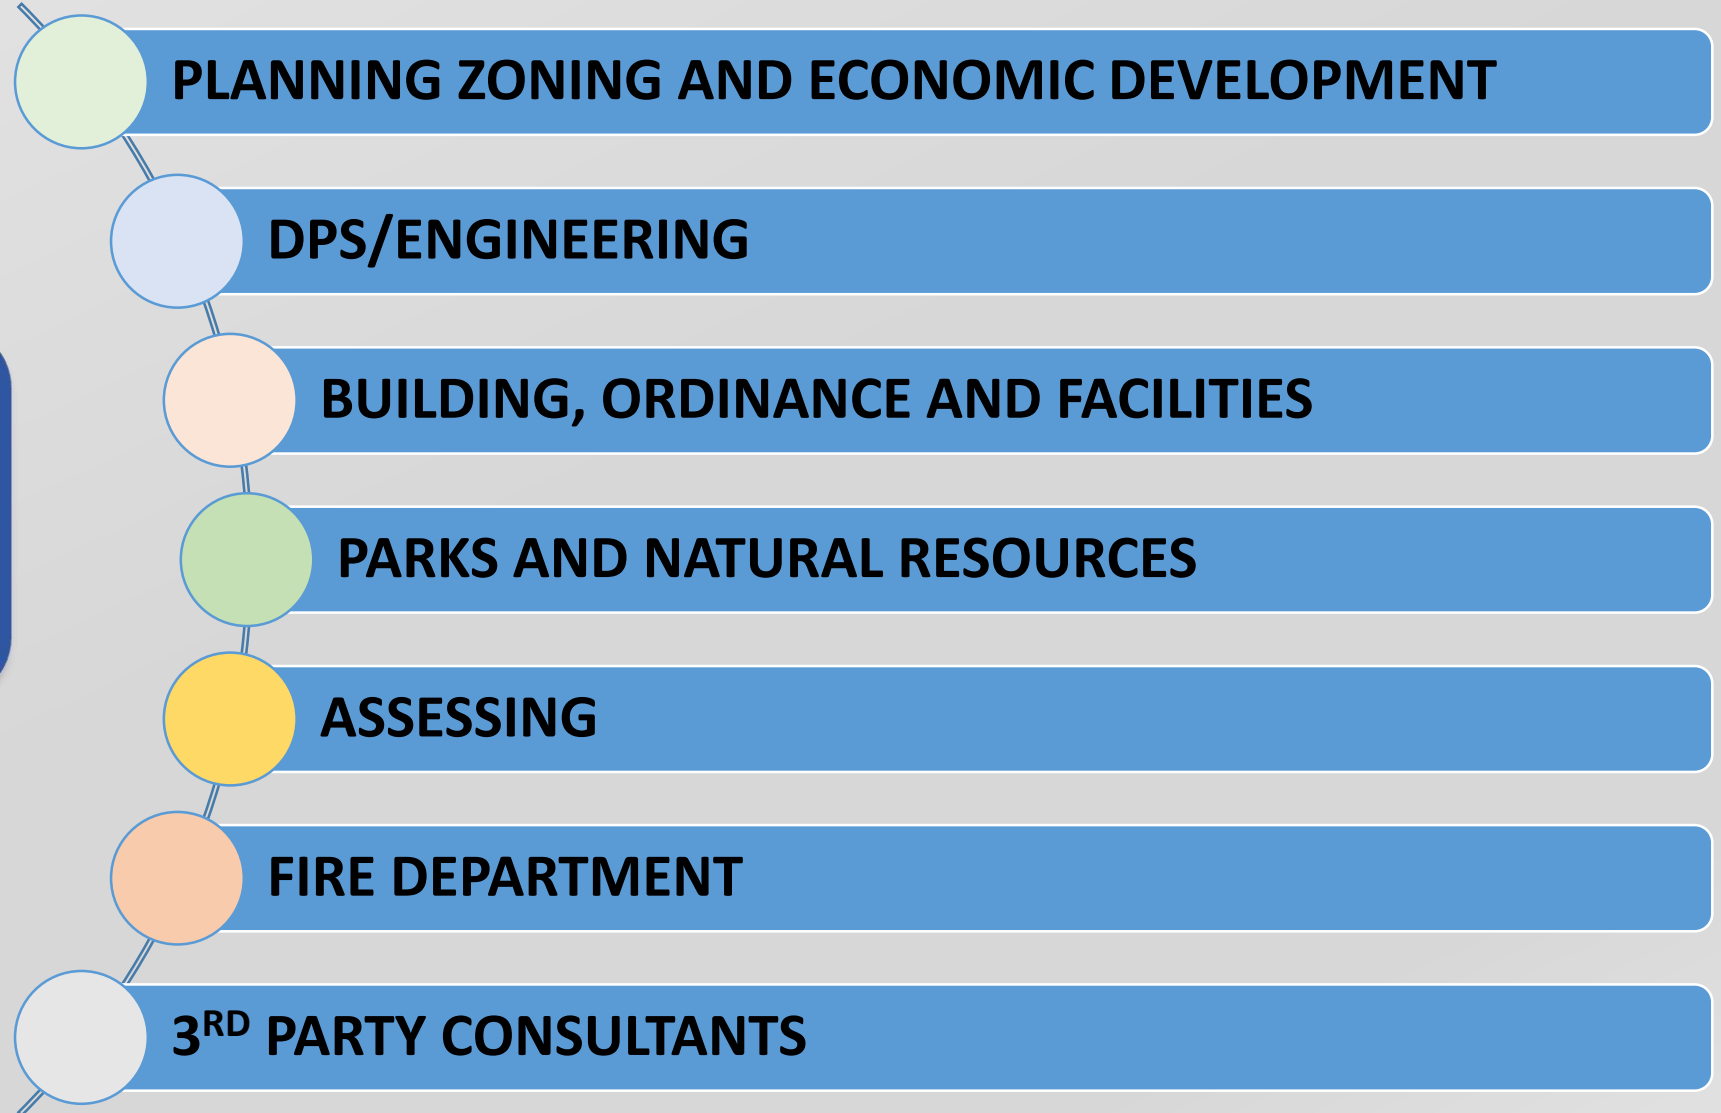 PLANNING ZONING AND ECONOMIC DEVELOPMENT
DPS/ENGINEERING
BUILDING, ORDINANCE AND FACILITIES
PARKS AND NATURAL RESOURCES
ASSESSING
FIRE DEPARTMENT
3RD PARTY CONSULTANTS